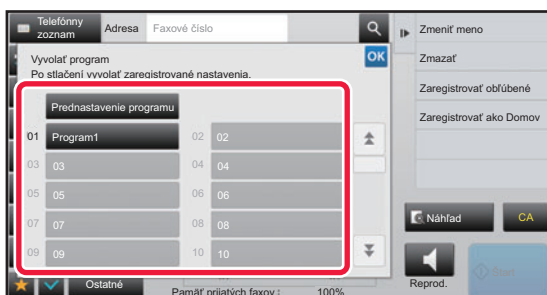 Telefónny zoznam
Adresa
Faxové číslo
Zmeniť meno
Vyvolať program
OK
Zmazať
Po stlačení vyvolať zaregistrované nastavenia.
Zaregistrovať obľúbené
Prednastavenie programu
Zaregistrovať ako Domov
01 Program1
02 02
03 03
04 04
05 05
06 06
07 07
08 08
Náhľad
CA
09 09
10 10
Ostatné
Pamäť prijatých faxov :
100%
Reprod.
Start